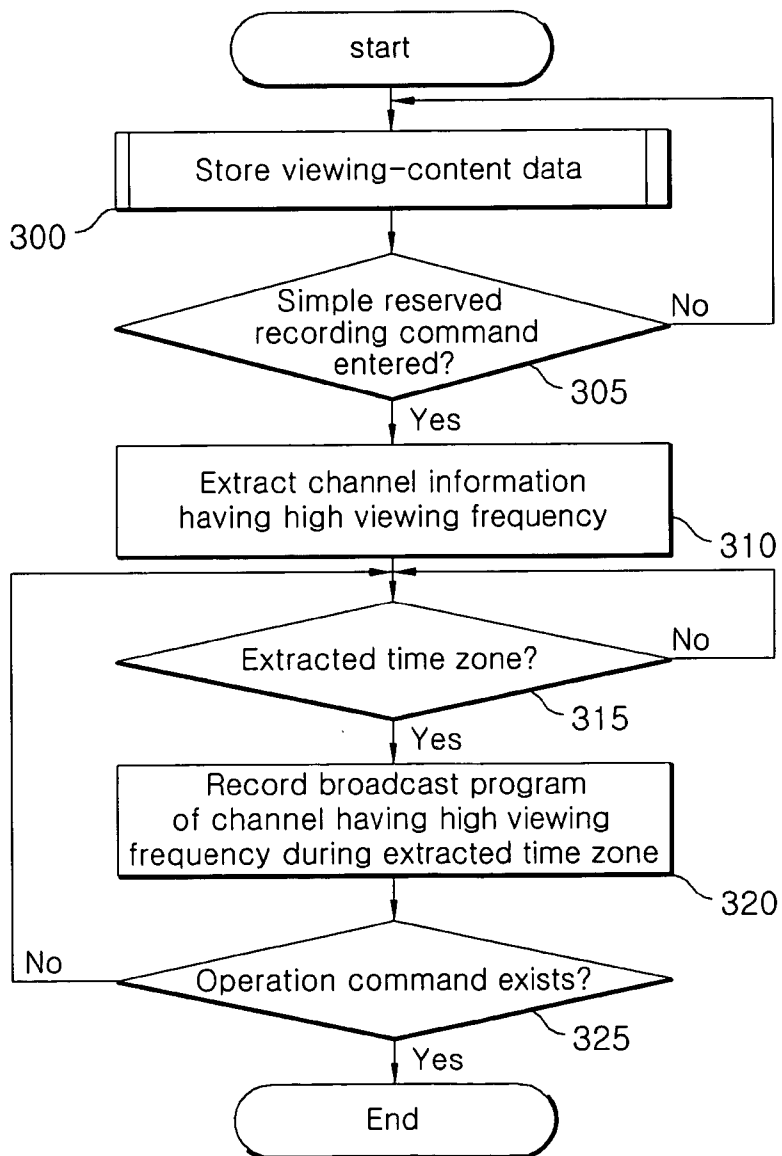 start
Store viewing-content data
300
Simple reserved
recording command
entered?
No
305
Yes
Extract channel information
having high viewing frequency
310
Extracted time zone?
No
315
Yes
Record broadcast program
of channel having high viewing
frequency during extracted time zone
320
No
Operation command exists?
325
Yes
End